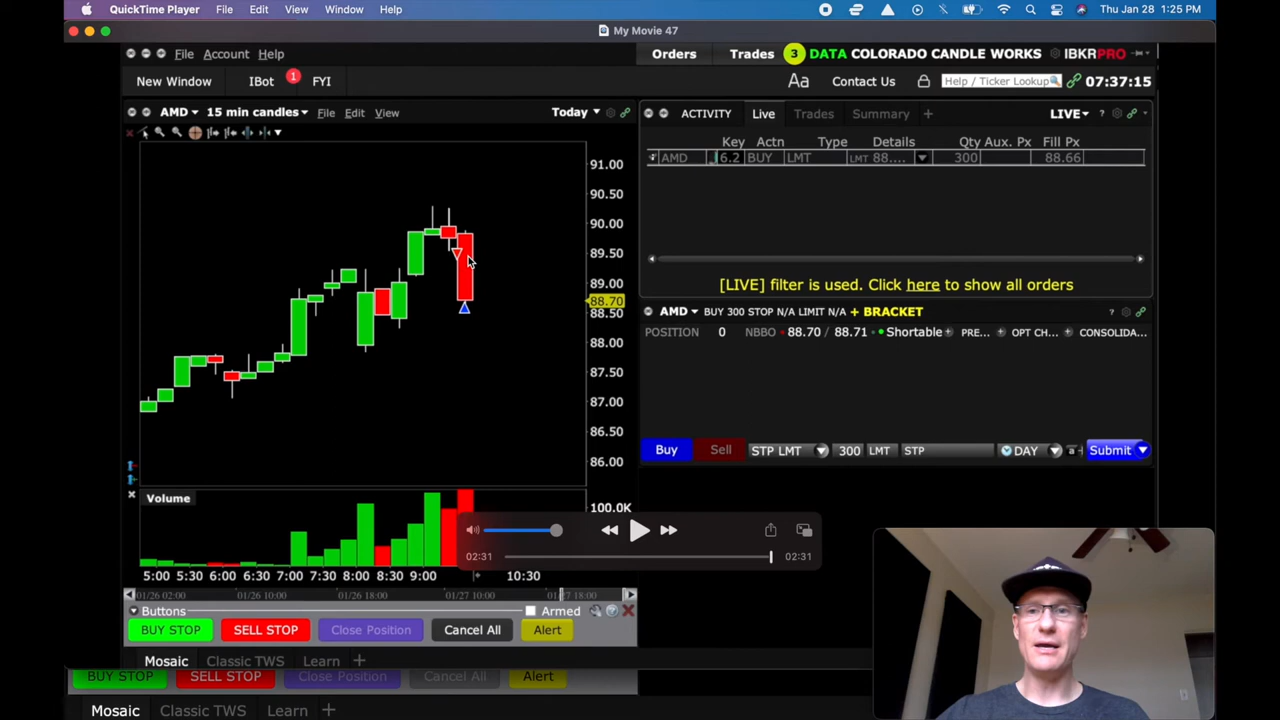 QuickTime Player File Edit View Window Help Thu Jan 28 1:25 PM
My Movie 47
File Account Help Orders Trades 3 DATA COLORADO CANDLE WORKS IBKRPRO
New Window IBot 1 FYI Aa Contact Us Help / Ticker Lookup 07:37:15
AMD 15 min candles File Edit View Today
ACTIVITY Live Trades Summary + LIVE ?
Key Actn Type Details Qty Aux. Px Fill Px
AMD 6.2 BUY LMT LMT 88.... 300 88.66
91.00
90.50
90.00
89.50
89.00
88.70
88.50
88.00
87.50
87.00
86.50
86.00
[LIVE] filter is used. Click here to show all orders
AMD BUY 300 STOP N/A LIMIT N/A + BRACKET ?
POSITION 0 NBBO 88.70 / 88.71 Shortable PRE... OPT CH... CONSOLIDA...
Buy Sell STP LMT 300 LMT STP DAY a Submit
Volume
100.0K
02:31 02:31
5:00 5:30 6:00 6:30 7:00 7:30 8:00 8:30 9:00 10:30
01/26 02:00 01/26 10:00 01/26 18:00 01/27 10:00 01/27 18:00
Buttons Armed ?
BUY STOP SELL STOP Close Position Cancel All Alert
Mosaic Classic TWS Learn +
BUY STOP SELL STOP Close Position Cancel All Alert
Mosaic Classic TWS Learn +